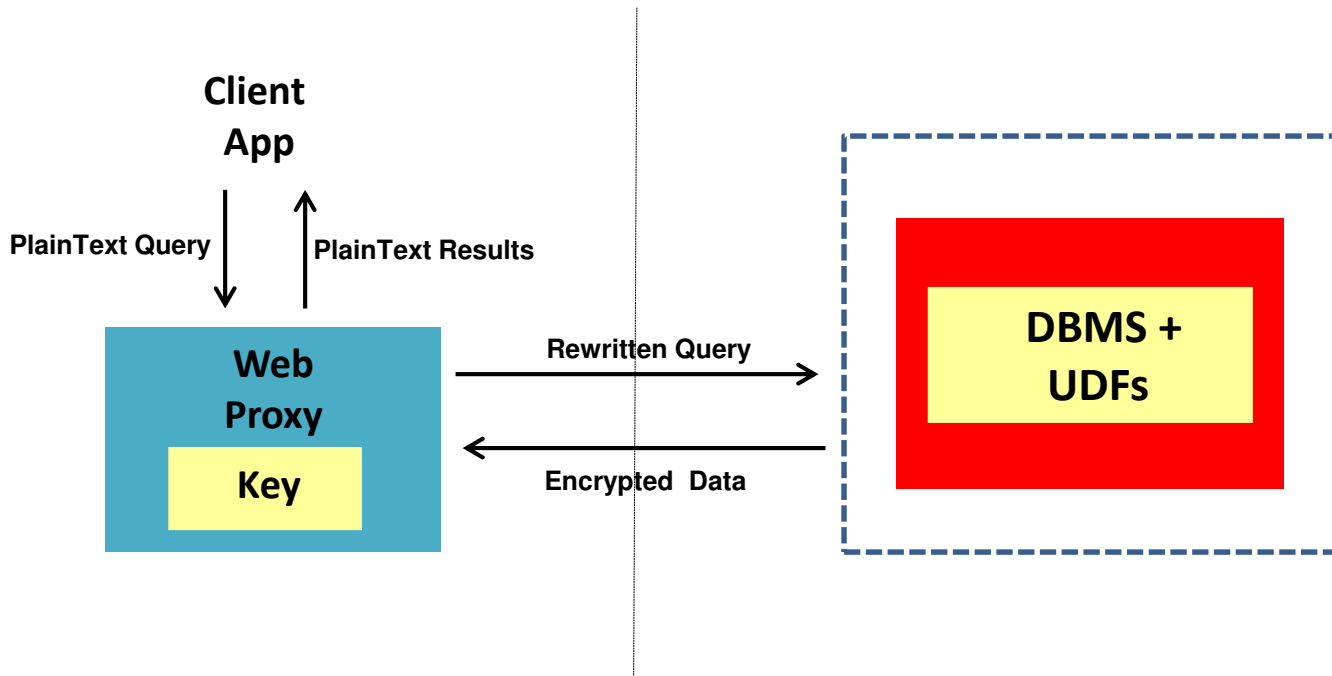 Client
App
PlainText Query
PlainText Results
Web
Proxy
Key
Rewritten Query
Encrypted Data
DBMS +
UDFs